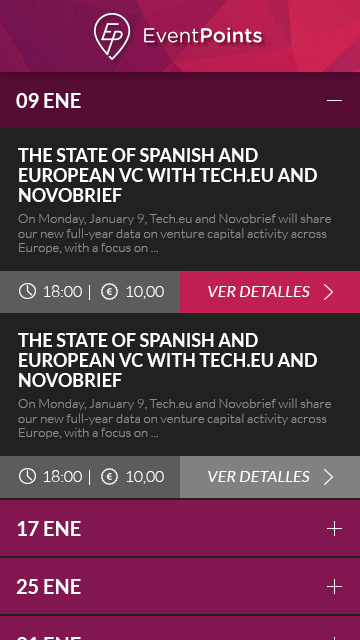 EP EventPoints
09 ENE
THE STATE OF SPANISH AND
EUROPEAN VC WITH TECH.EU AND
NOVOBRIEF
On Monday, January 9, Tech.eu and Novobrief will share
our new full-year data on venture capital activity across
Europe, with a focus on ...
18:00 | € 10,00 VER DETALLES
THE STATE OF SPANISH AND
EUROPEAN VC WITH TECH.EU AND
NOVOBRIEF
On Monday, January 9, Tech.eu and Novobrief will share
our new full-year data on venture capital activity across
Europe, with a focus on ...
18:00 | € 10,00 VER DETALLES
17 ENE
25 ENE
ENE